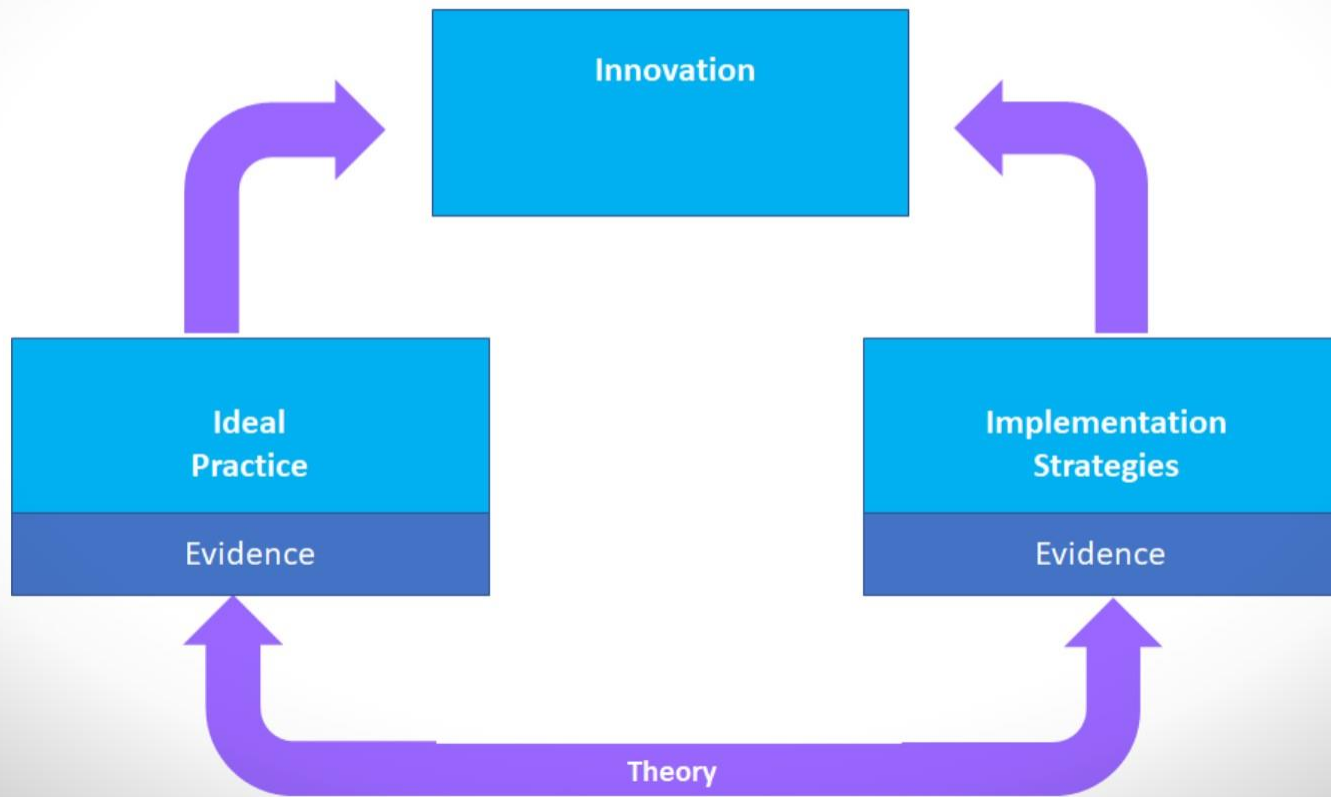 Innovation
Ideal
Practice
Evidence
Implementation
Strategies
Evidence
Theory